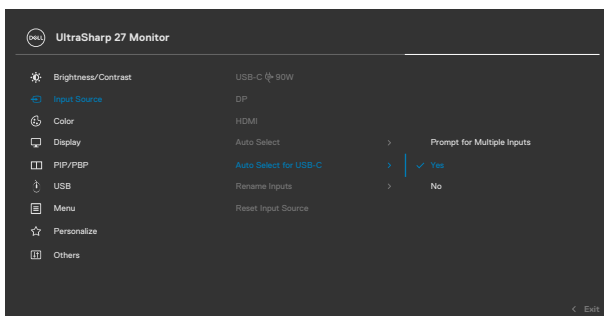 DELL
UltraSharp 27 Monitor
Brightness/Contrast
Input Source
Color
Display
PIP/PBP
USB
Menu
Personalize
Others
USB-C 90W
DP
HDMI
Auto Select >
Auto Select for USB-C >
Rename Inputs >
Reset Input Source
Prompt for Multiple Inputs
✓ Yes
No
< Exit